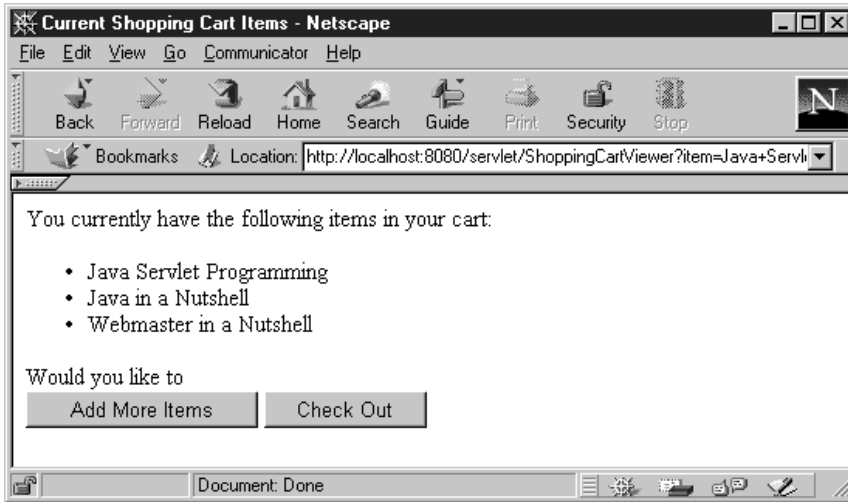 Current Shopping Cart Items - Netscape
File Edit View Go Communicator Help
Back Forward Reload Home Search Guide Print Security Stop
N
Bookmarks Location: http://localhost:8080/servlet/ShoppingCartViewer?item=Java+Servl
You currently have the following items in your cart:
• Java Servlet Programming
• Java in a Nutshell
• Webmaster in a Nutshell
Would you like to
Add More Items Check Out
Document: Done